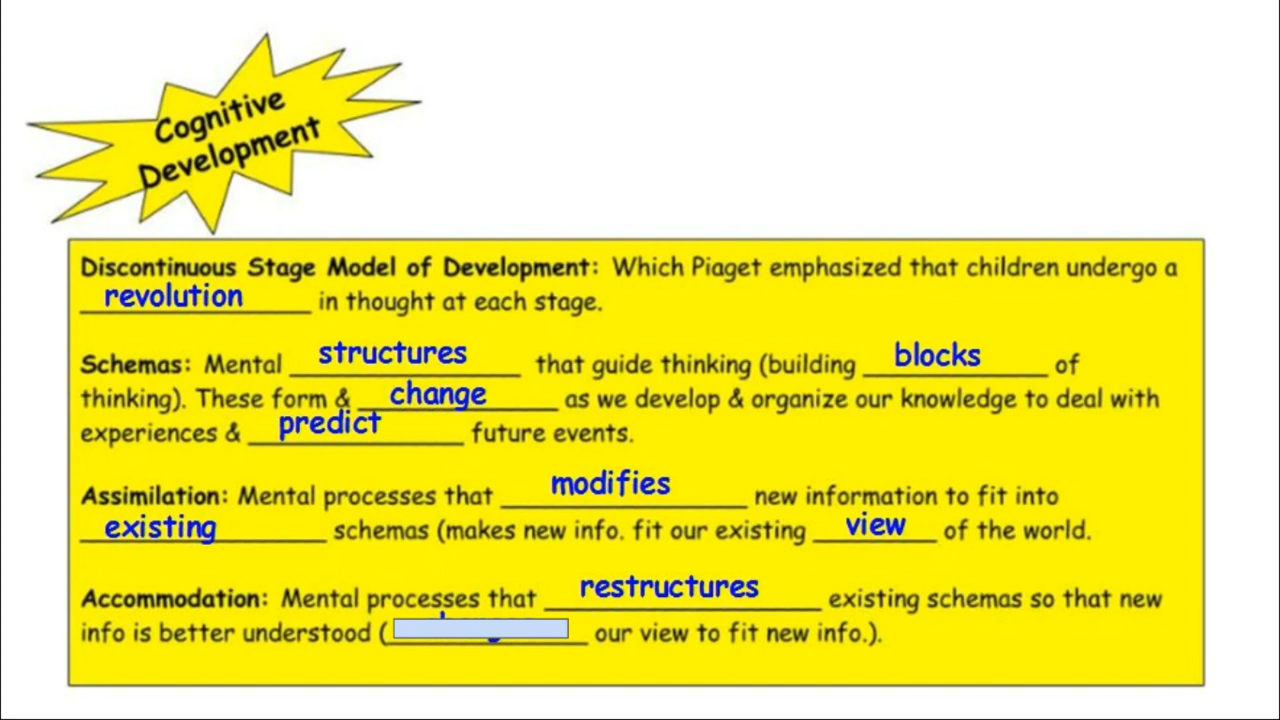 Cognitive
Development
Discontinuous Stage Model of Development: Which Piaget emphasized that children undergo a
revolution in thought at each stage.
Schemas: Mental structures that guide thinking (building blocks of
thinking). These form & change as we develop & organize our knowledge to deal with
experiences & predict future events.
Assimilation: Mental processes that modifies new information to fit into
existing schemas (makes new info. fit our existing view of the world.
Accommodation: Mental processes that restructures existing schemas so that new
info is better understood ( our view to fit new info.).